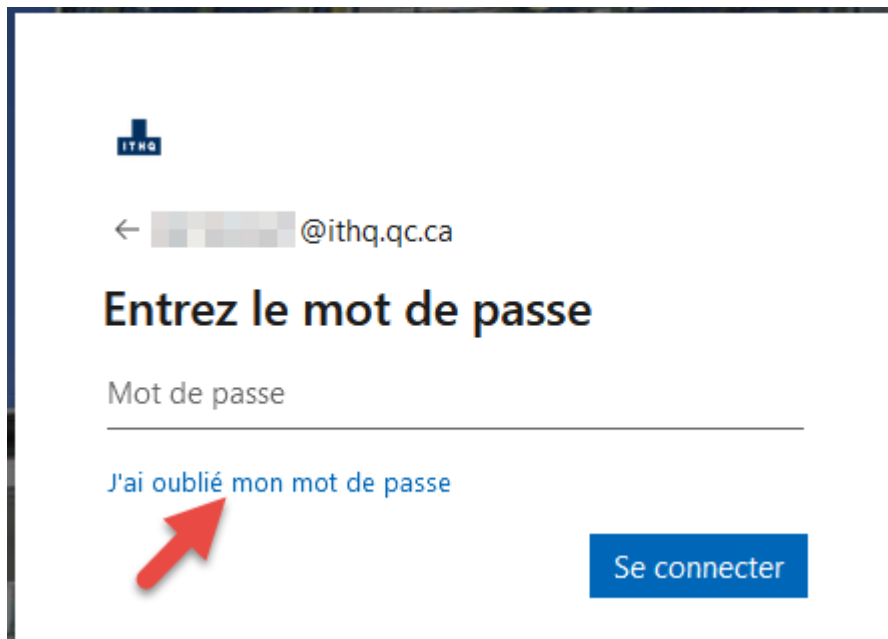 ITHQ
@ithq.qc.ca
Entrez le mot de passe
Mot de passe
J'ai oublié mon mot de passe
Se connecter